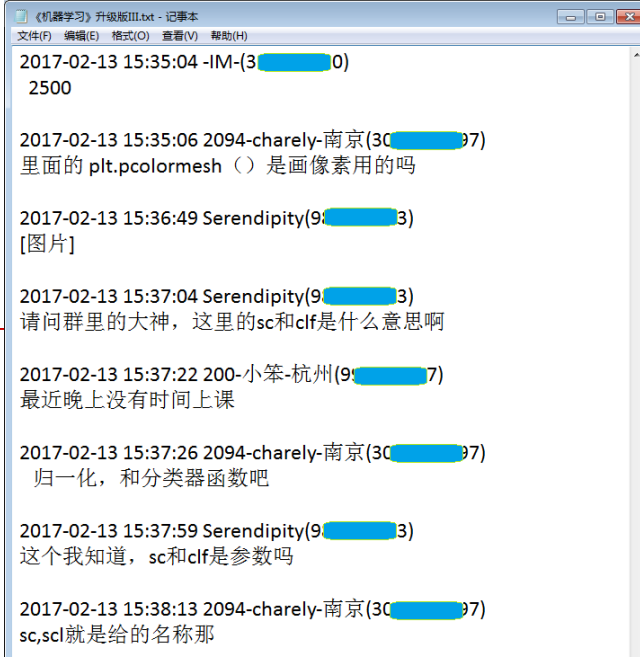 《机器学习》升级版III.txt - 记事本
文件(F) 编辑(E) 格式(O) 查看(V) 帮助(H)
2017-02-13 15:35:04 -IM-(3 0)
2500
2017-02-13 15:35:06 2094-charely-南京(30 97)
里面的 plt.pcolormesh（）是画像素用的吗
2017-02-13 15:36:49 Serendipity(98 3)
[图片]
2017-02-13 15:37:04 Serendipity(9 3)
请问群里的大神，这里的sc和clf是什么意思啊
2017-02-13 15:37:22 200-小笨-杭州(99 7)
最近晚上没有时间上课
2017-02-13 15:37:26 2094-charely-南京(30 97)
归一化，和分类器函数吧
2017-02-13 15:37:59 Serendipity(9 3)
这个我知道，sc和clf是参数吗
2017-02-13 15:38:13 2094-charely-南京(30 97)
sc,scl就是给的名称那